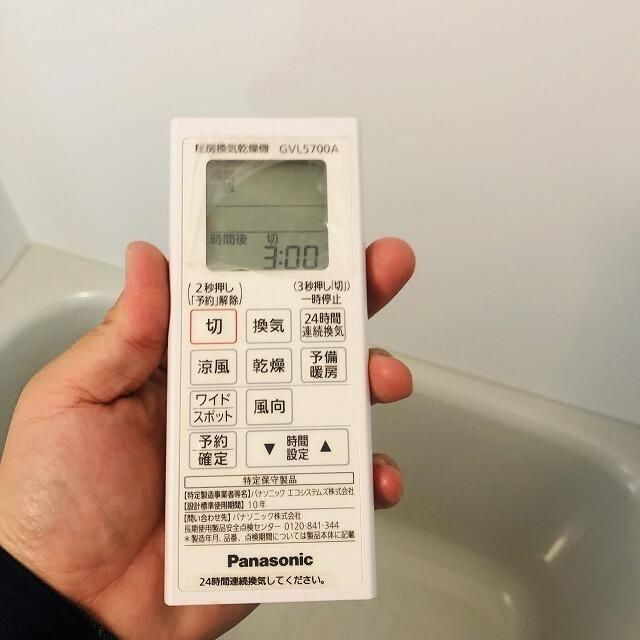 暖房換気乾燥機 GVL5700A
換気
強
時間後 切
3:00
(2秒押し
「予約」解除)
(3秒押し「切」)
一時停止
切
換気
24時間
連続換気
涼風
乾燥
予備
暖房
ワイド
スポット
風向
予約
確定
▼ 時間
設定 ▲
特定保守製品
【特定製造事業者等名】パナソニック エコシステムズ株式会社
【設計標準使用期間】10年
【問い合わせ先】パナソニック株式会社
長期使用製品安全点検センター 0120-841-344
*製造年月、品番、点検期間については製品本体に記載
Panasonic
24時間連続換気してください。